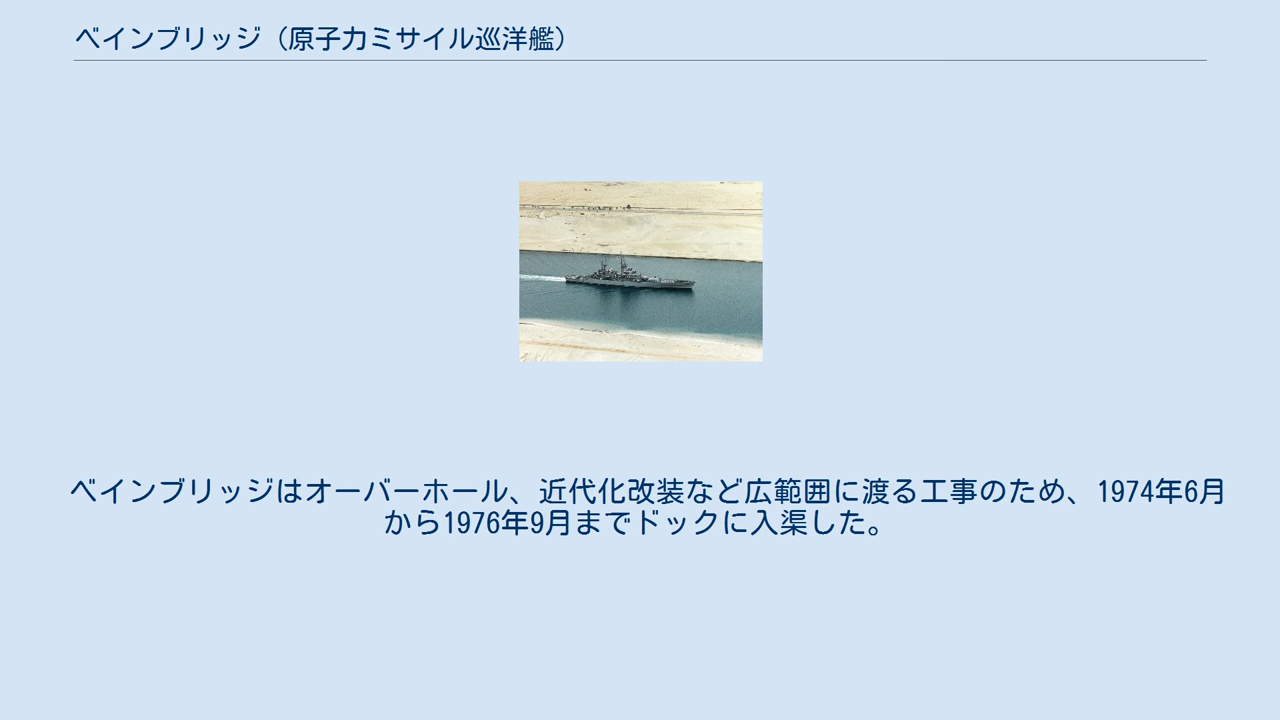 ベインブリッジ（原子力ミサイル巡洋艦）
ベインブリッジはオーバーホール、近代化改装など広範囲に渡る工事のため、1974年6月
から1976年9月までドックに入渠した。